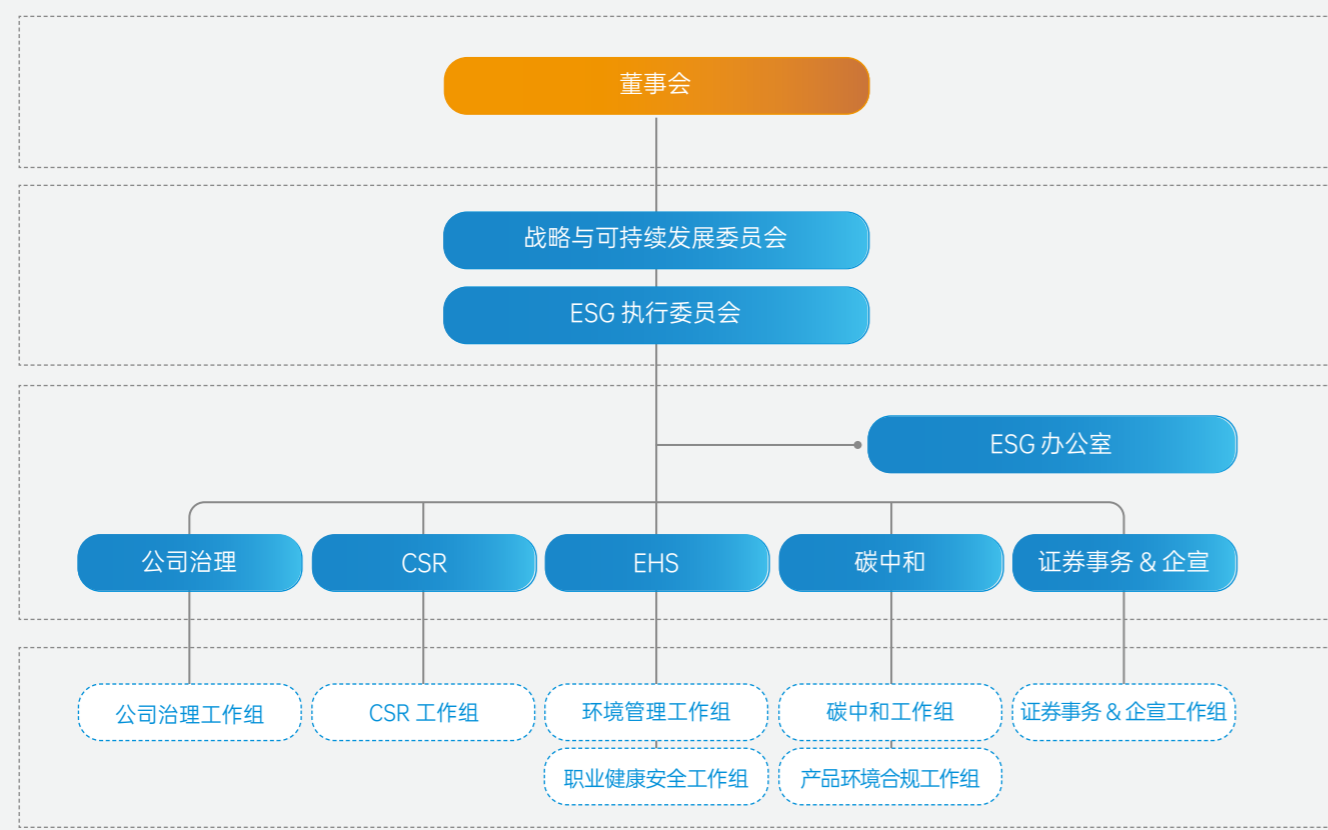 董事会
战略与可持续发展委员会
ESG 执行委员会
ESG 办公室
公司治理
CSR
EHS
碳中和
证券事务 & 企宣
公司治理工作组
CSR 工作组
环境管理工作组
碳中和工作组
证券事务 & 企宣工作组
职业健康安全工作组
产品环境合规工作组